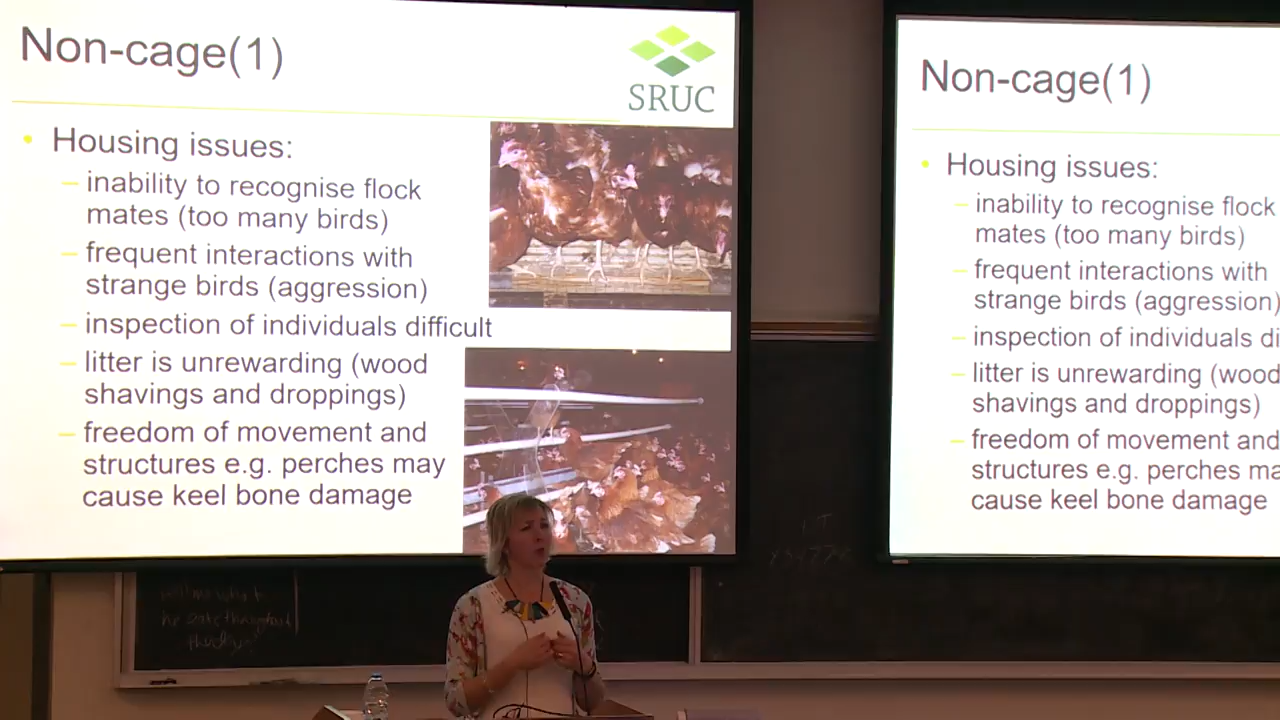 Non-cage(1)
SRUC
• Housing issues:
– inability to recognise flock
mates (too many birds)
– frequent interactions with
strange birds (aggression)
– inspection of individuals difficult
– litter is unrewarding (wood
shavings and droppings)
– freedom of movement and
structures e.g. perches may
cause keel bone damage
Non-cage(1)
• Housing issues:
– inability to recognise flock
mates (too many birds)
– frequent interactions with
strange birds (aggression)
– inspection of individuals di
– litter is unrewarding (wood
shavings and droppings)
– freedom of movement and
structures e.g. perches ma
cause keel bone damage